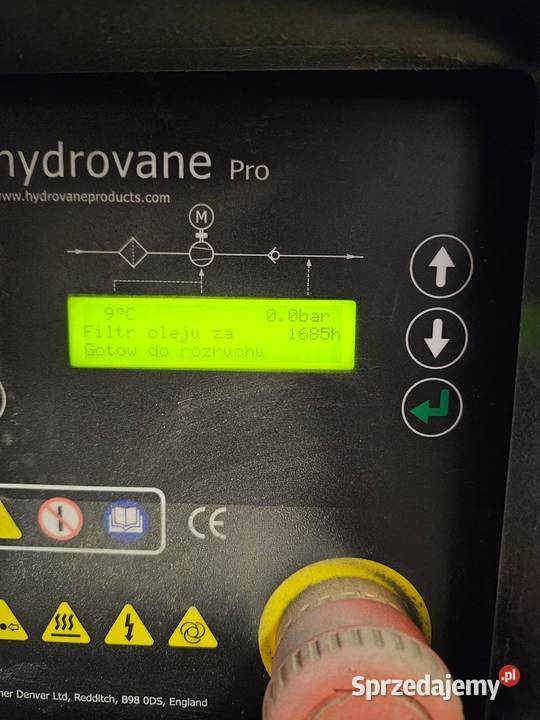 hydrovane Pro
www.hydrovaneproducts.com
M
9°C 0.0bar
Filtr oleju za 1685h
Gotow do rozruchu
CE
ner Denver Ltd, Redditch, B98 0DS, England
Sprzedajemy.pl